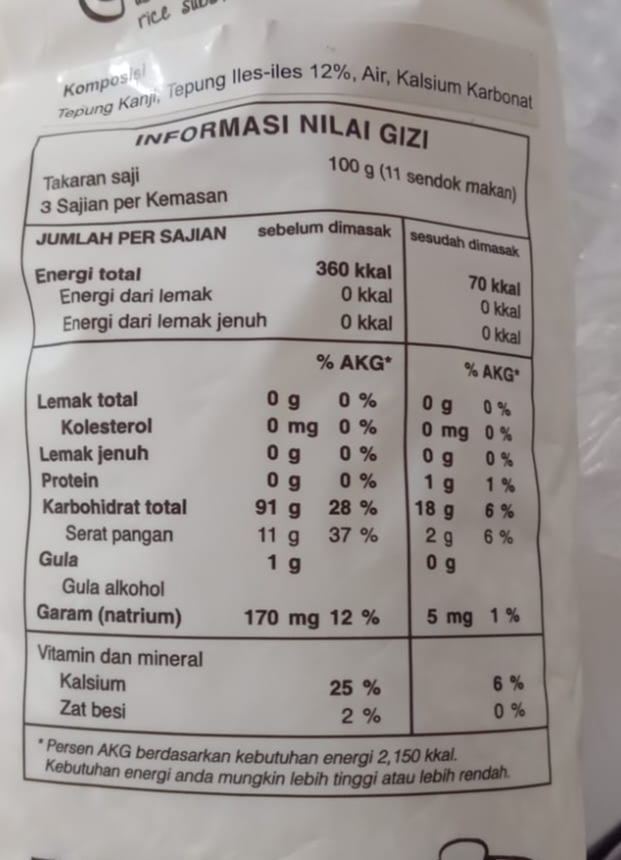 rice
Komposisi
Tepung Kanji, Tepung Iles-iles 12%, Air, Kalsium Karbonat
INFORMASI NILAI GIZI
Takaran saji 100 g (11 sendok makan)
3 Sajian per Kemasan
JUMLAH PER SAJIAN sebelum dimasak sesudah dimasak
Energi total 360 kkal 70 kkal
Energi dari lemak 0 kkal 0 kkal
Energi dari lemak jenuh 0 kkal 0 kkal
% AKG* % AKG*
Lemak total 0 g 0 % 0 g 0 %
Kolesterol 0 mg 0 % 0 mg 0 %
Lemak jenuh 0 g 0 % 0 g 0 %
Protein 0 g 0 % 1 g 1 %
Karbohidrat total 91 g 28 % 18 g 6 %
Serat pangan 11 g 37 % 2 g 6 %
Gula 1 g 0 g
Gula alkohol
Garam (natrium) 170 mg 12 % 5 mg 1 %
Vitamin dan mineral
Kalsium 25 % 6 %
Zat besi 2 % 0 %
* Persen AKG berdasarkan kebutuhan energi 2,150 kkal.
Kebutuhan energi anda mungkin lebih tinggi atau lebih rendah.